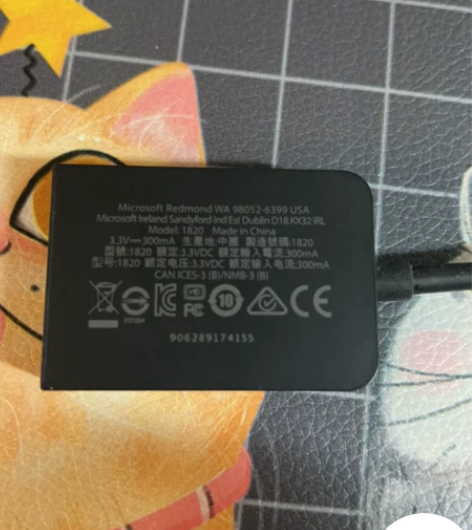 Microsoft Redmond WA 98052-6399 USA
Microsoft Ireland Sandyford Ind Est Dublin D18 KX32 IRL
Model: 1820 Made in China
3.3V⎓300mA 生產地:中國 製造號碼:1820
型號:1820 額定:3.3VDC 額定輸入電流:300mA
型号:1820 额定电压:3.3VDC 额定输入电流:300mA
CAN ICES-3 (B)/NMB-3 (B)
FC 10 CE
906289174155